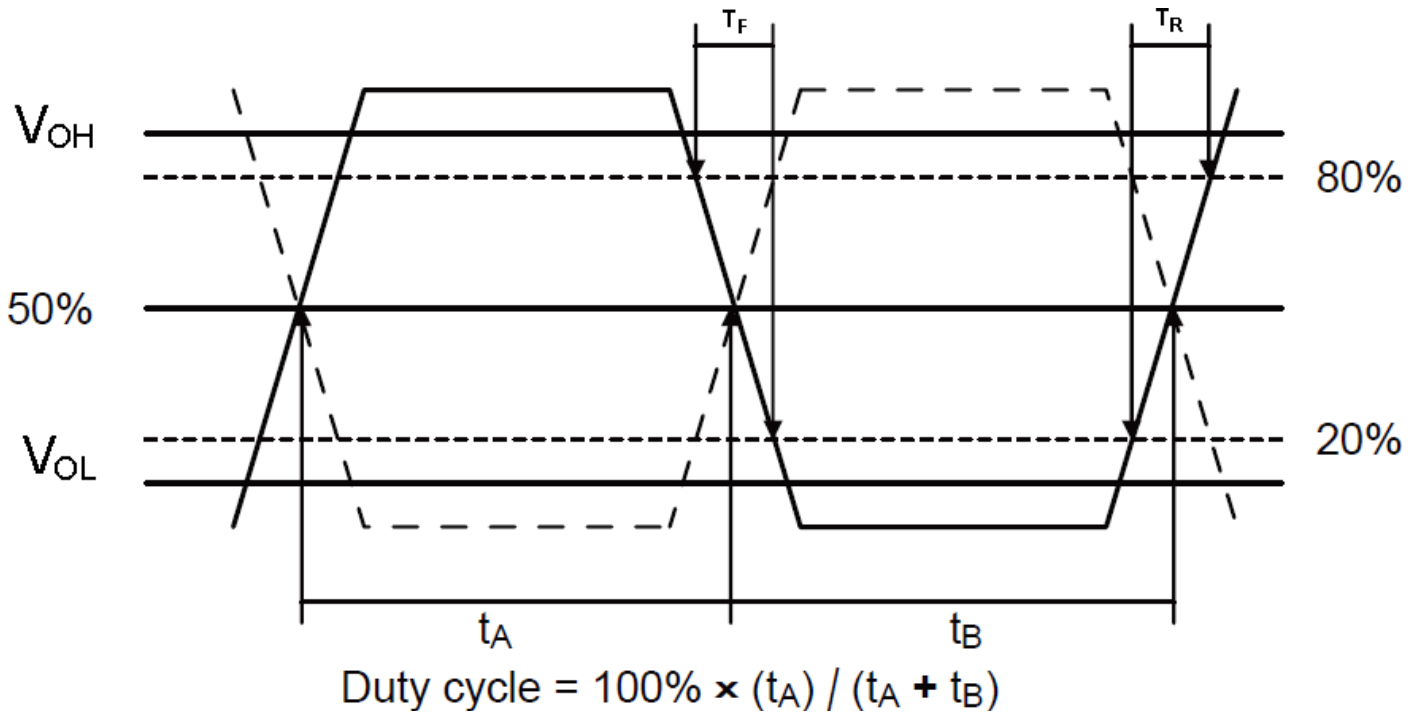 TF
TR
VOH
80%
50%
VOL
20%
tA
tB
Duty cycle = 100% × (tA) / (tA + tB)